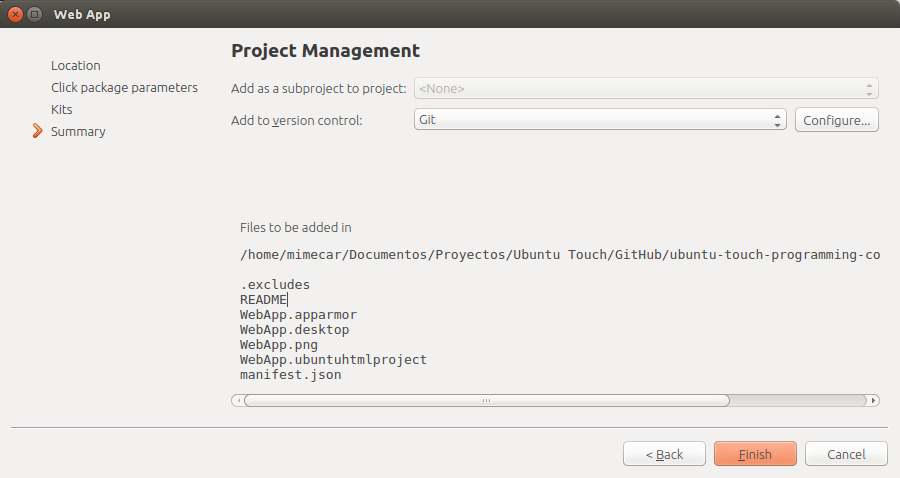 Web App
Location
Click package parameters
Kits
Summary
Project Management
Add as a subproject to project: <None>
Add to version control: Git Configure...
Files to be added in
/home/mimecar/Documentos/Proyectos/Ubuntu Touch/GitHub/ubuntu-touch-programming-co
.excludes
README
WebApp.apparmor
WebApp.desktop
WebApp.png
WebApp.ubuntuhtmlproject
manifest.json
< Back Finish Cancel